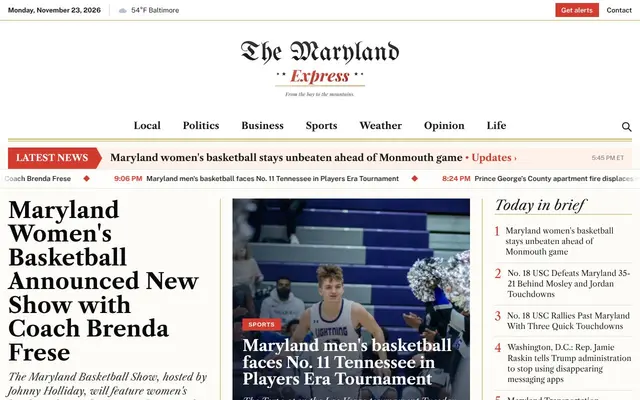 Monday, November 23, 2026
54°F Baltimore
Get alerts
Contact
The Maryland
Express
From the bay to the mountains.
Local
Politics
Business
Sports
Weather
Opinion
Life
LATEST NEWS
Maryland women's basketball stays unbeaten ahead of Monmouth game • Updates ›
5:45 PM ET
Coach Brenda Frese
9:06 PM Maryland men's basketball faces No. 11 Tennessee in Players Era Tournament
8:24 PM Prince George's County apartment fire displaces
Maryland
Women's
Basketball
Announced New
Show with
Coach Brenda
Frese
The Maryland Basketball Show, hosted by
Johnny Holliday, will feature women's
LIGHTNING
SPORTS
Maryland men's basketball
faces No. 11 Tennessee in
Players Era Tournament
Today in brief
1 Maryland women's basketball
stays unbeaten ahead of
Monmouth game
2 No. 18 USC Defeats Maryland 35-
21 Behind Mosley and Jordan
Touchdowns
3 No. 18 USC Rallies Past Maryland
With Three Quick Touchdowns
4 Washington, D.C.: Rep. Jamie
Raskin tells Trump administration
to stop using disappearing
messaging apps
5 Maryland Transportation